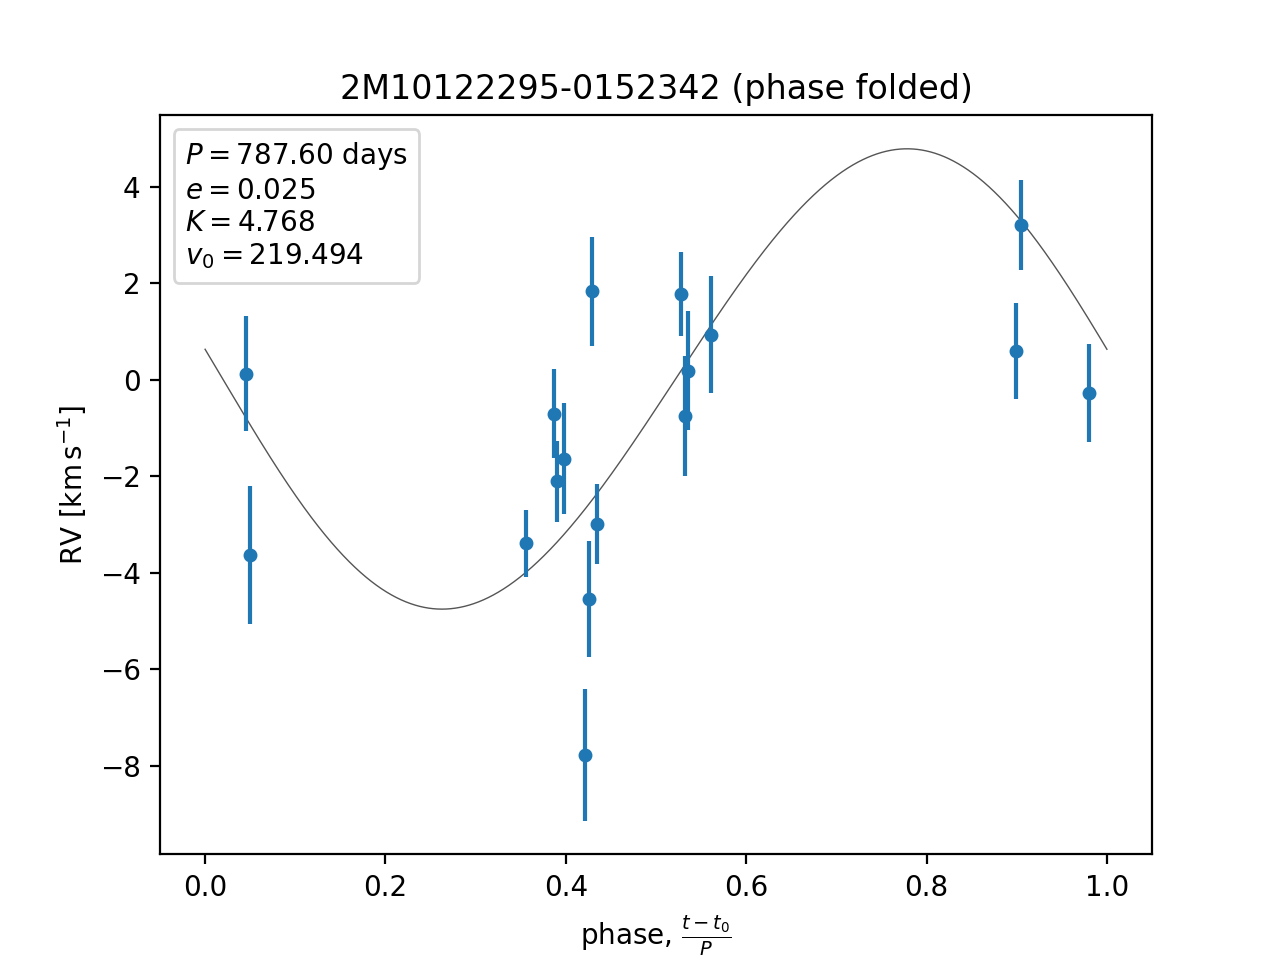 2M10122295-0152342 (phase folded)
P = 787.60 days
e = 0.025
K = 4.768
v₀ = 219.494
4
2
0
−2
−4
−6
−8
RV [km s⁻¹]
0.0 0.2 0.4 0.6 0.8 1.0
phase, (t − t₀)/P